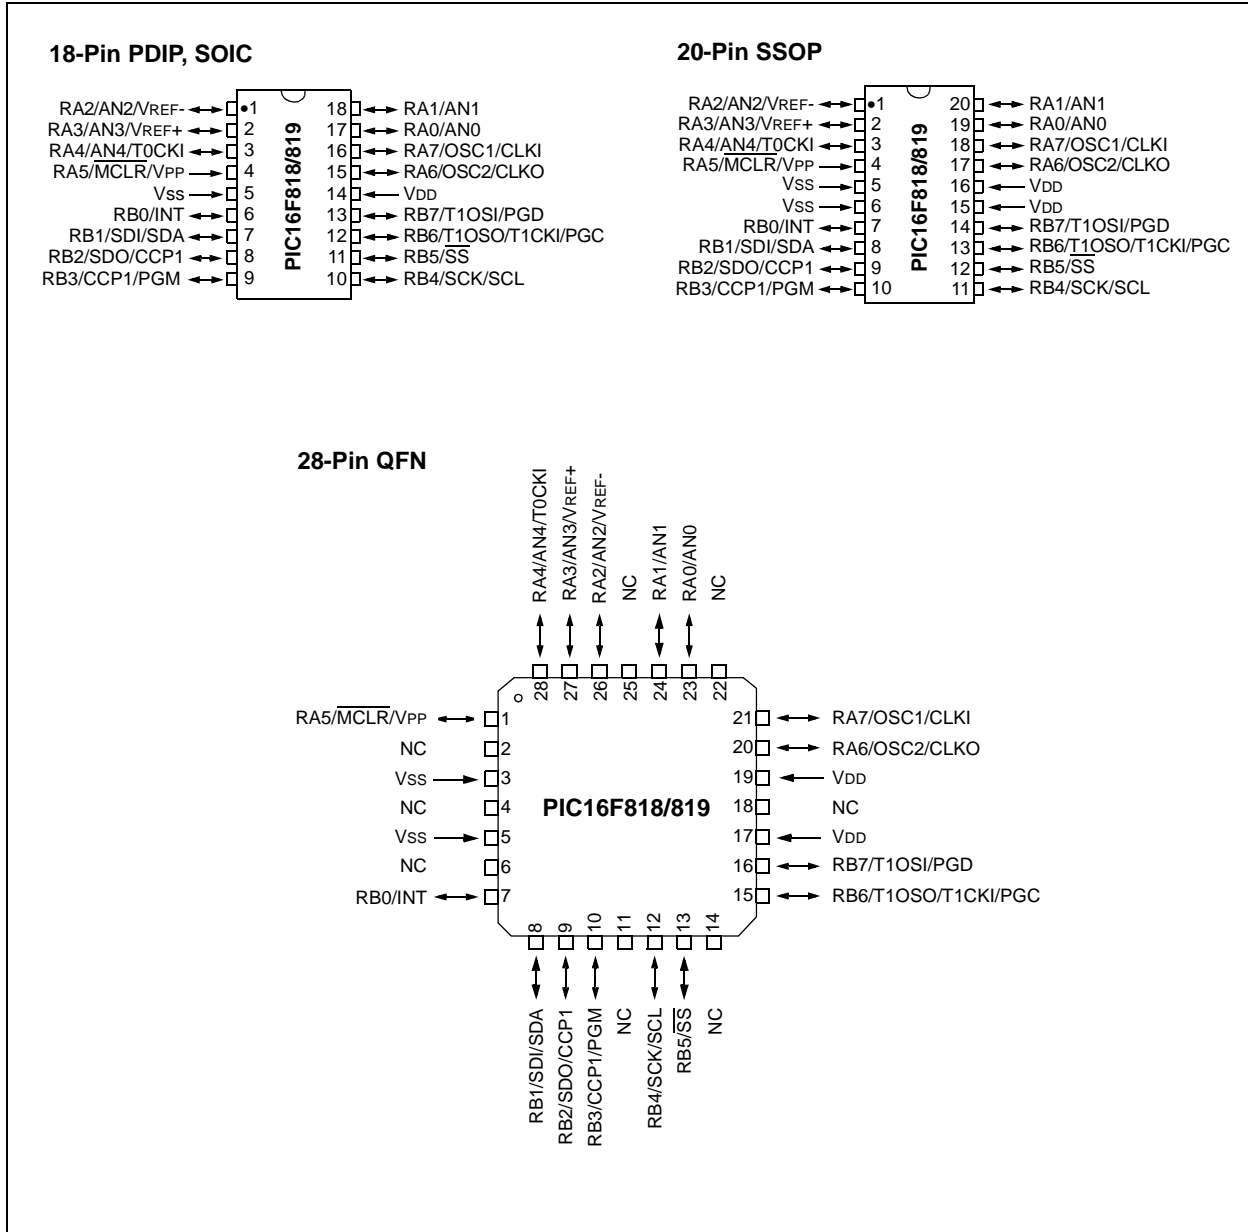 18-Pin PDIP, SOIC
RA2/AN2/VREF- 1 18 RA1/AN1
RA3/AN3/VREF+ 2 17 RA0/AN0
RA4/AN4/T0CKI 3 16 RA7/OSC1/CLKI
RA5/MCLR/VPP 4 15 RA6/OSC2/CLKO
VSS 5 14 VDD
RB0/INT 6 13 RB7/T1OSI/PGD
RB1/SDI/SDA 7 12 RB6/T1OSO/T1CKI/PGC
RB2/SDO/CCP1 8 11 RB5/SS
RB3/CCP1/PGM 9 10 RB4/SCK/SCL
PIC16F818/819
20-Pin SSOP
RA2/AN2/VREF- 1 20 RA1/AN1
RA3/AN3/VREF+ 2 19 RA0/AN0
RA4/AN4/T0CKI 3 18 RA7/OSC1/CLKI
RA5/MCLR/VPP 4 17 RA6/OSC2/CLKO
VSS 5 16 VDD
VSS 6 15 VDD
RB0/INT 7 14 RB7/T1OSI/PGD
RB1/SDI/SDA 8 13 RB6/T1OSO/T1CKI/PGC
RB2/SDO/CCP1 9 12 RB5/SS
RB3/CCP1/PGM 10 11 RB4/SCK/SCL
PIC16F818/819
28-Pin QFN
RA4/AN4/T0CKI 28
RA3/AN3/VREF+ 27
RA2/AN2/VREF- 26
NC 25
RA1/AN1 24
RA0/AN0 23
NC 22
RA5/MCLR/VPP 1 21 RA7/OSC1/CLKI
NC 2 20 RA6/OSC2/CLKO
VSS 3 19 VDD
NC 4 PIC16F818/819 18 NC
VSS 5 17 VDD
NC 6 16 RB7/T1OSI/PGD
RB0/INT 7 15 RB6/T1OSO/T1CKI/PGC
8 RB1/SDI/SDA
9 RB2/SDO/CCP1
10 RB3/CCP1/PGM
11 NC
12 RB4/SCK/SCL
13 RB5/SS
14 NC